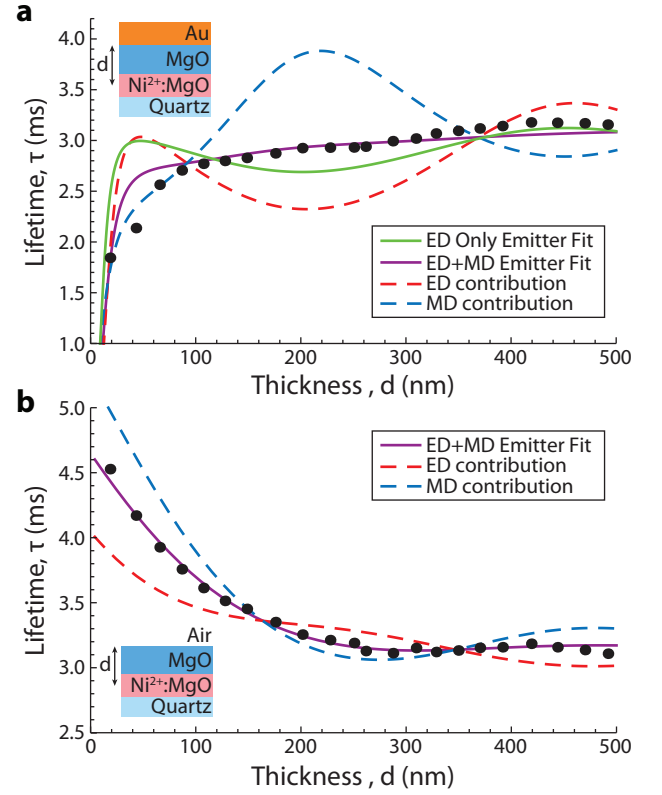 a
Au
MgO
Ni²⁺:MgO
Quartz
d
4.0
3.5
3.0
2.5
2.0
1.5
1.0
Lifetime, τ (ms)
ED Only Emitter Fit
ED+MD Emitter Fit
ED contribution
MD contribution
0 100 200 300 400 500
Thickness , d (nm)
b
5.0
4.5
4.0
3.5
3.0
2.5
Lifetime, τ (ms)
ED+MD Emitter Fit
ED contribution
MD contribution
Air
MgO
Ni²⁺:MgO
Quartz
d
0 100 200 300 400 500
Thickness , d (nm)